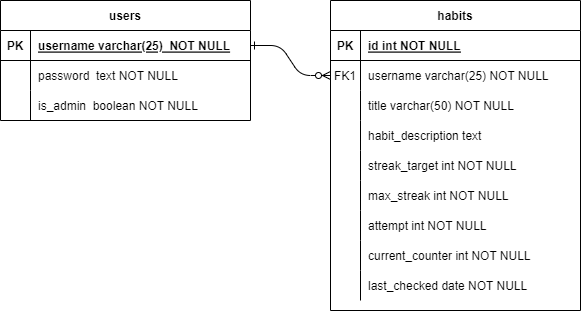 users
PK username varchar(25) NOT NULL
password text NOT NULL
is_admin boolean NOT NULL
habits
PK id int NOT NULL
FK1 username varchar(25) NOT NULL
title varchar(50) NOT NULL
habit_description text
streak_target int NOT NULL
max_streak int NOT NULL
attempt int NOT NULL
current_counter int NOT NULL
last_checked date NOT NULL